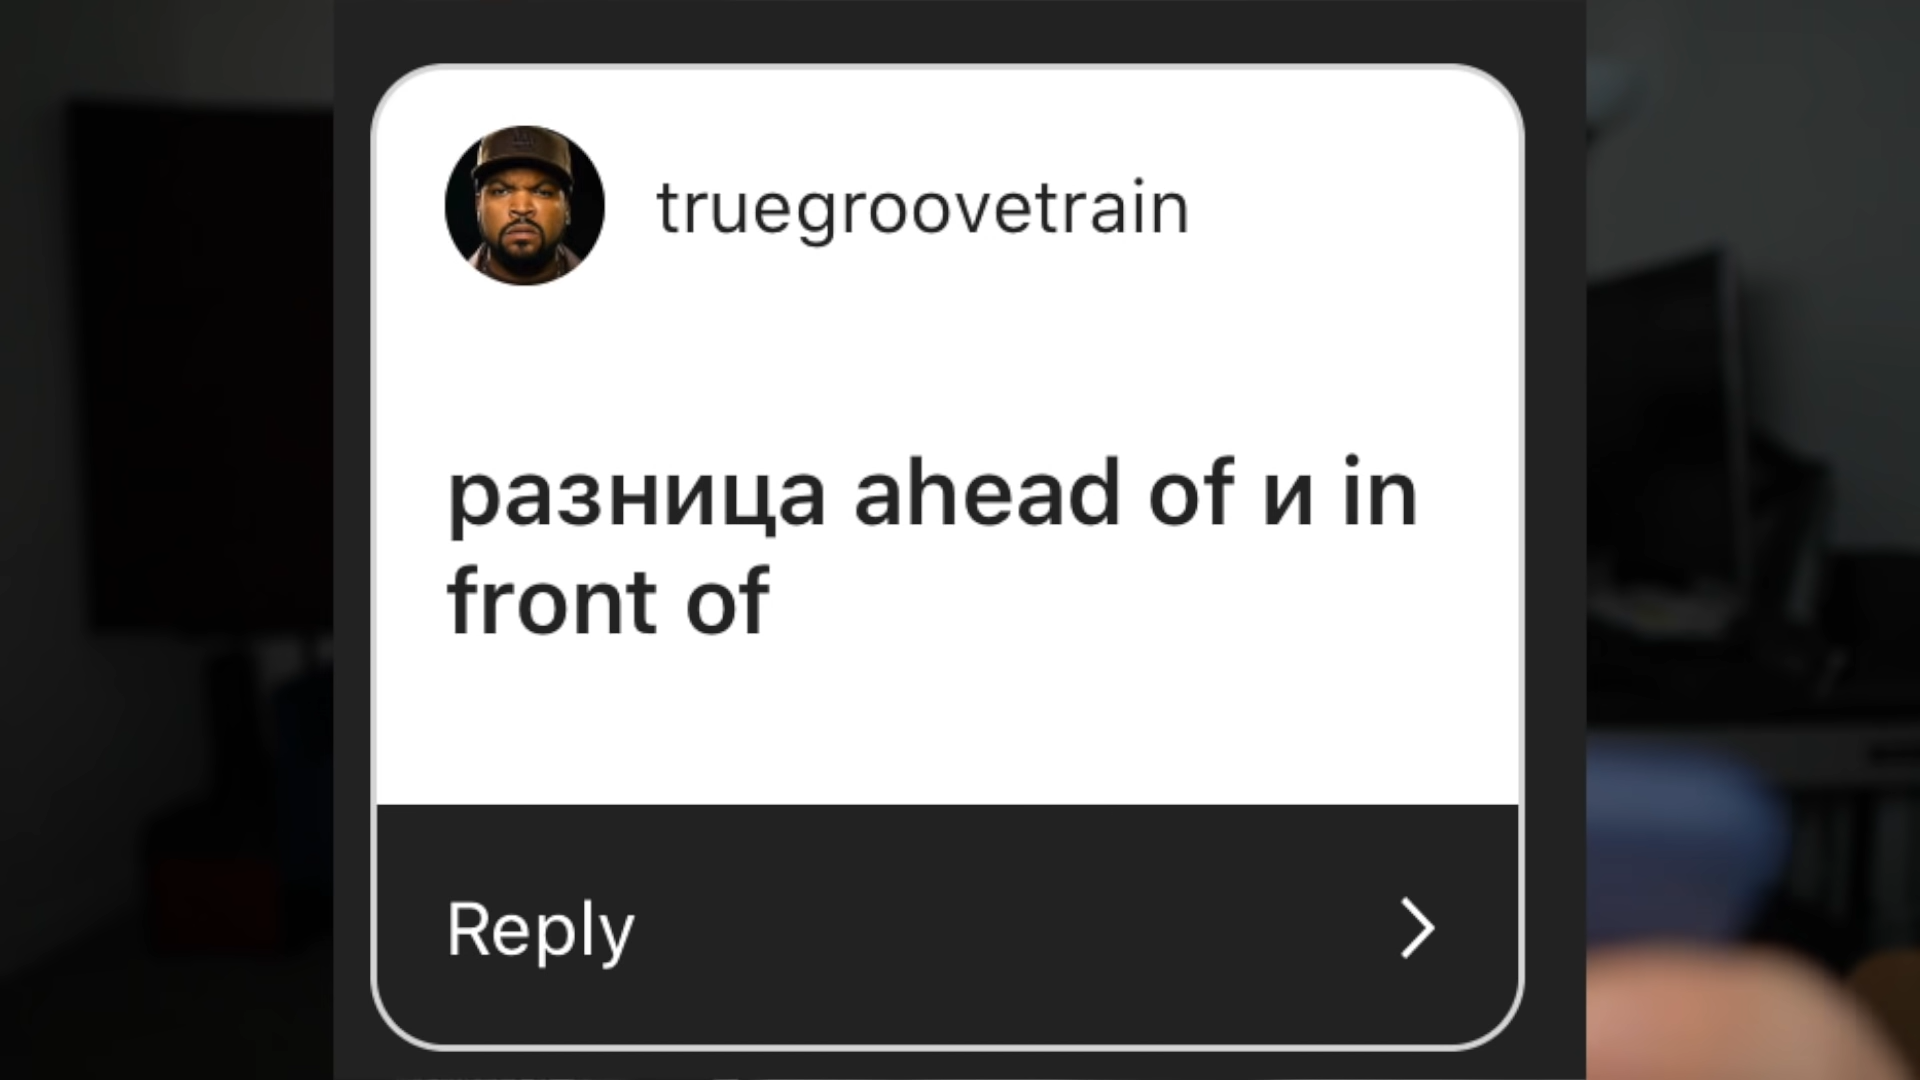 truegroovetrain
разница ahead of и in
front of
Reply